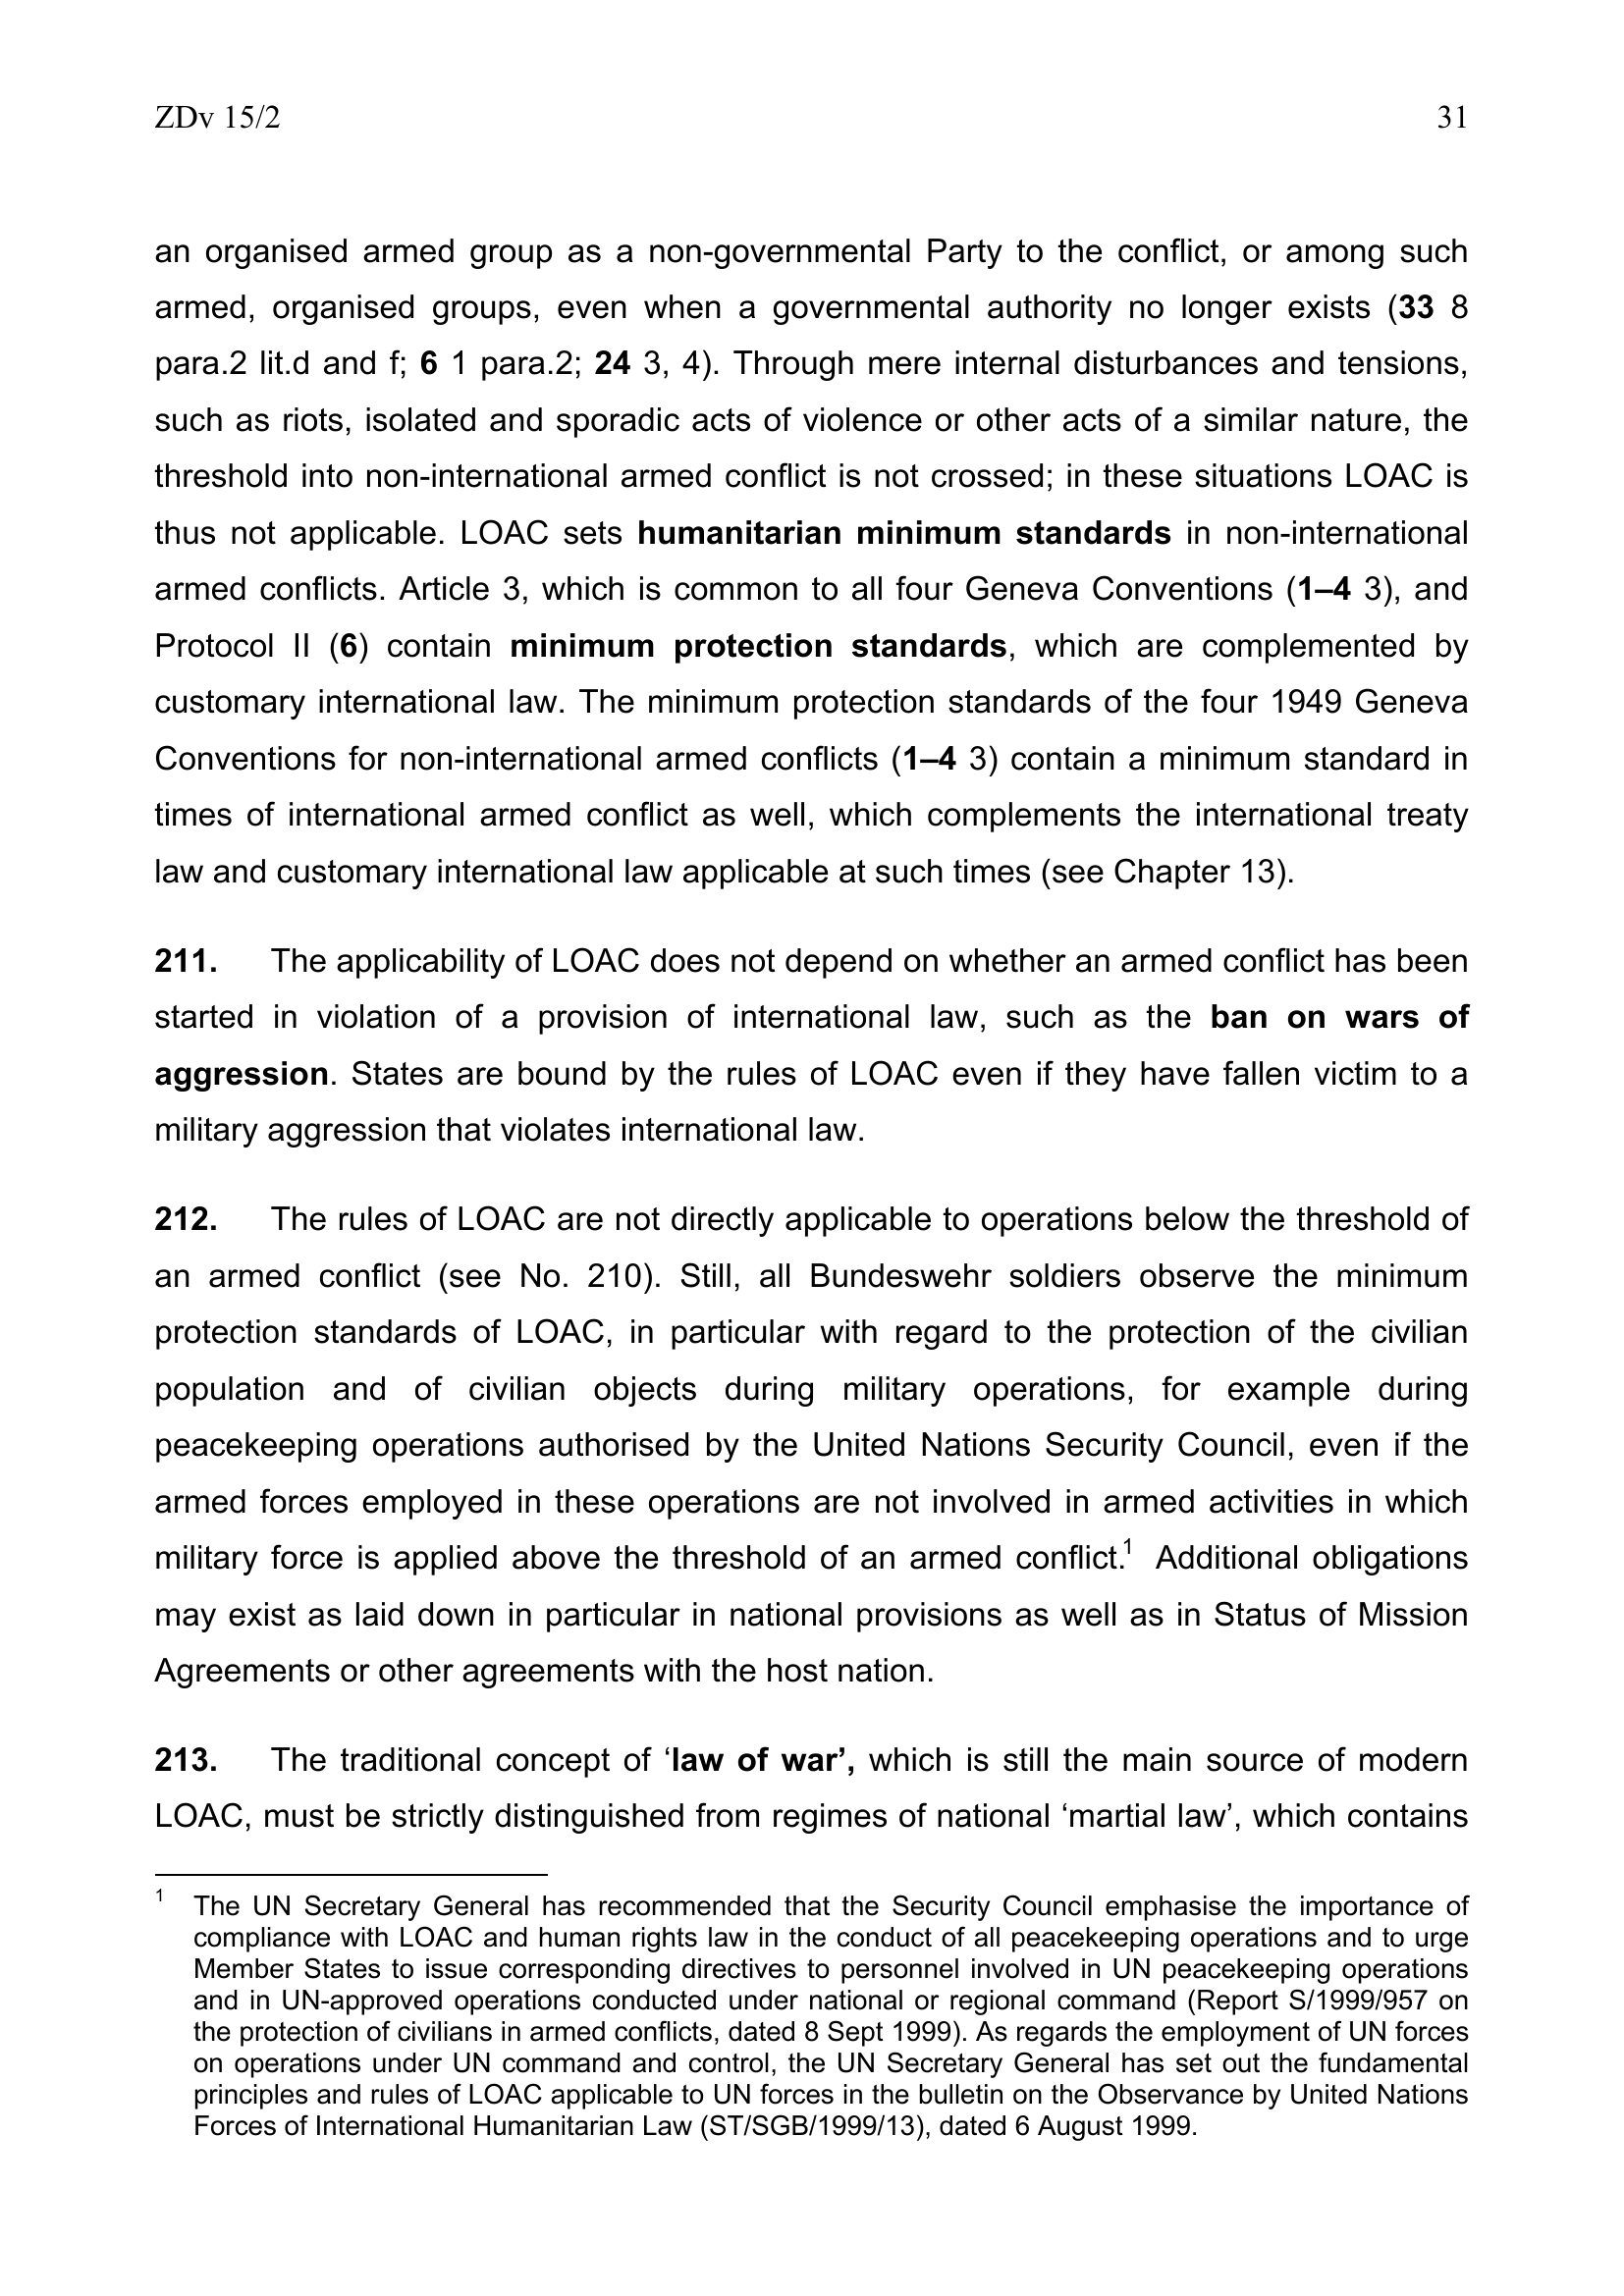 ZDv 15/2 31
an organised armed group as a non-governmental Party to the conflict, or among such
armed, organised groups, even when a governmental authority no longer exists (33 8
para.2 lit.d and f; 6 1 para.2; 24 3, 4). Through mere internal disturbances and tensions,
such as riots, isolated and sporadic acts of violence or other acts of a similar nature, the
threshold into non-international armed conflict is not crossed; in these situations LOAC is
thus not applicable. LOAC sets humanitarian minimum standards in non-international
armed conflicts. Article 3, which is common to all four Geneva Conventions (1–4 3), and
Protocol II (6) contain minimum protection standards, which are complemented by
customary international law. The minimum protection standards of the four 1949 Geneva
Conventions for non-international armed conflicts (1–4 3) contain a minimum standard in
times of international armed conflict as well, which complements the international treaty
law and customary international law applicable at such times (see Chapter 13).
211. The applicability of LOAC does not depend on whether an armed conflict has been
started in violation of a provision of international law, such as the ban on wars of
aggression. States are bound by the rules of LOAC even if they have fallen victim to a
military aggression that violates international law.
212. The rules of LOAC are not directly applicable to operations below the threshold of
an armed conflict (see No. 210). Still, all Bundeswehr soldiers observe the minimum
protection standards of LOAC, in particular with regard to the protection of the civilian
population and of civilian objects during military operations, for example during
peacekeeping operations authorised by the United Nations Security Council, even if the
armed forces employed in these operations are not involved in armed activities in which
military force is applied above the threshold of an armed conflict.1 Additional obligations
may exist as laid down in particular in national provisions as well as in Status of Mission
Agreements or other agreements with the host nation.
213. The traditional concept of ‘law of war’, which is still the main source of modern
LOAC, must be strictly distinguished from regimes of national ‘martial law’, which contains
1 The UN Secretary General has recommended that the Security Council emphasise the importance of
compliance with LOAC and human rights law in the conduct of all peacekeeping operations and to urge
Member States to issue corresponding directives to personnel involved in UN peacekeeping operations
and in UN-approved operations conducted under national or regional command (Report S/1999/957 on
the protection of civilians in armed conflicts, dated 8 Sept 1999). As regards the employment of UN forces
on operations under UN command and control, the UN Secretary General has set out the fundamental
principles and rules of LOAC applicable to UN forces in the bulletin on the Observance by United Nations
Forces of International Humanitarian Law (ST/SGB/1999/13), dated 6 August 1999.